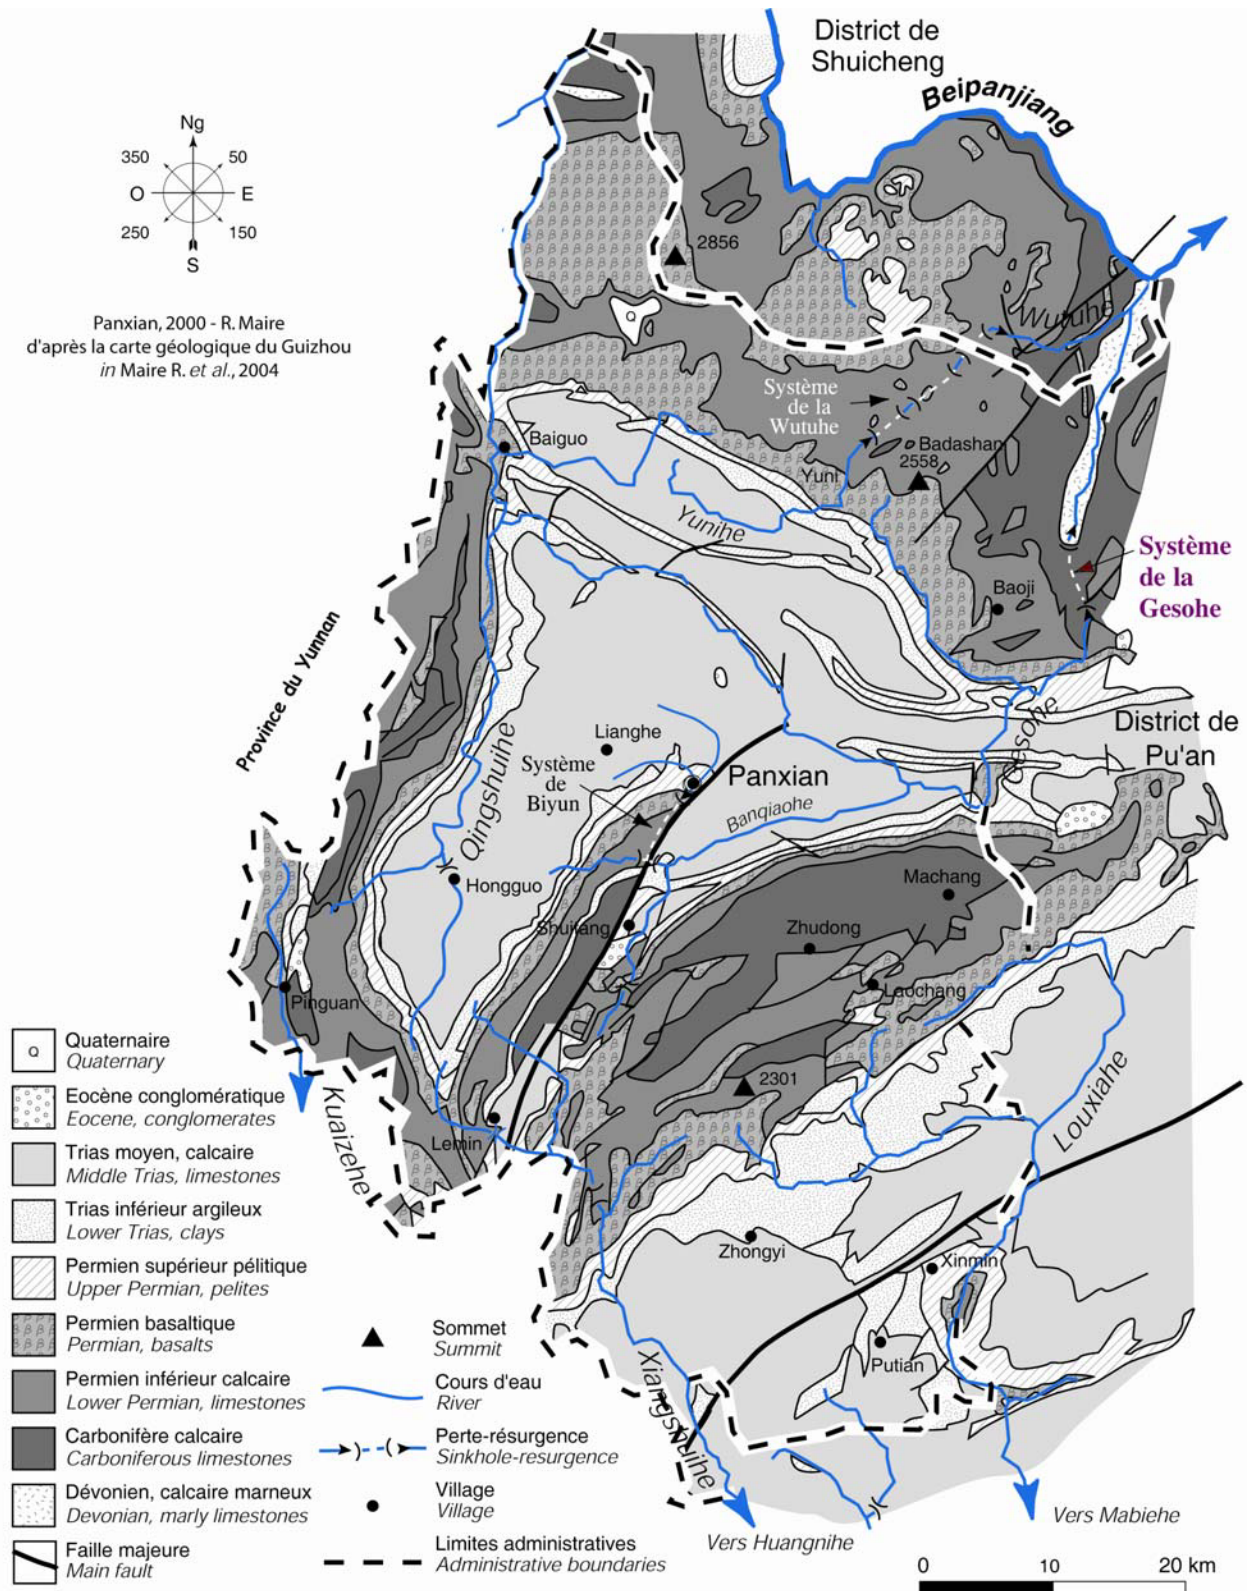 District de
Shuicheng
Beipanjiang
Ng
350
50
O
E
250
150
S
Panxian, 2000 - R. Maire
d'après la carte géologique du Guizhou
in Maire R. et al., 2004
2856
Q
Wutuhe
Système
de la
Wutuhe
Baiguo
Badashan
2558
Yuni
Yunihe
Système
de la
Gesohe
Baoji
Province du Yunnan
Gesohe
District de
Pu'an
Lianghe
Qingshuihe
Système
de
Biyun
Panxian
Banqiaohe
Hongguo
Machang
Shuitang
Zhudong
Laochang
Pinguan
2301
Louxiahe
Kuaizehe
Lemin
Zhongyi
Xinmin
Putian
Xiangshuihe
Vers Huangnihe
Vers Mabiehe
Q
Quaternaire
Quaternary
Eocène conglomératique
Eocene, conglomerates
Trias moyen, calcaire
Middle Trias, limestones
Trias inférieur argileux
Lower Trias, clays
Permien supérieur pélitique
Upper Permian, pelites
Permien basaltique
Permian, basalts
Permien inférieur calcaire
Lower Permian, limestones
Carbonifère calcaire
Carboniferous limestones
Dévonien, calcaire marneux
Devonian, marly limestones
Faille majeure
Main fault
Sommet
Summit
Cours d'eau
River
Perte-résurgence
Sinkhole-resurgence
Village
Village
Limites administratives
Administrative boundaries
0 10 20 km